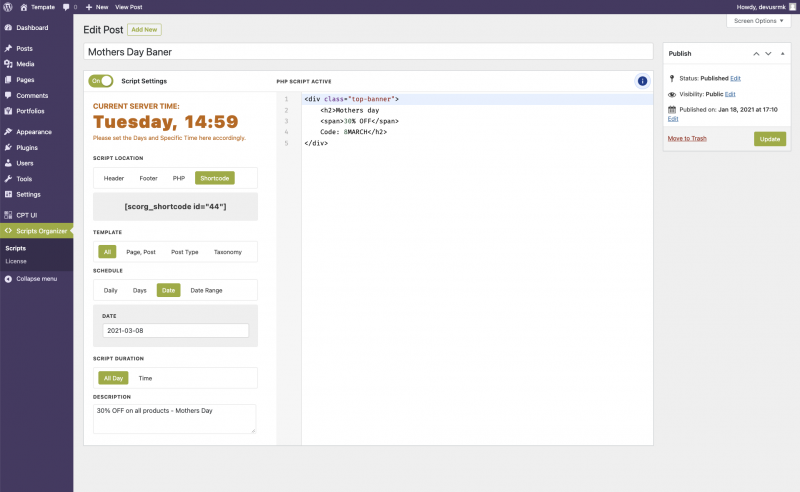 Tempate 0 New View Post Howdy, devusrmk
Screen Options
Dashboard
Posts
Media
Pages
Comments
Portfolios
Appearance
Plugins
Users
Tools
Settings
CPT UI
Scripts Organizer
Scripts
License
Collapse menu
Edit Post Add New
Mothers Day Baner
On Script Settings PHP SCRIPT ACTIVE
CURRENT SERVER TIME:
Tuesday, 14:59
Please set the Days and Specific Time here accordingly.
SCRIPT LOCATION
Header Footer PHP Shortcode
[scorg_shortcode id="44"]
TEMPLATE
All Page, Post Post Type Taxonomy
SCHEDULE
Daily Days Date Date Range
DATE
2021-03-08
SCRIPT DURATION
All Day Time
DESCRIPTION
30% OFF on all products - Mothers Day
1 <div class="top-banner">
2 <h2>Mothers day
3 <span>30% OFF</span>
4 Code: 8MARCH</h2>
5 </div>
Publish
Status: Published Edit
Visibility: Public Edit
Published on: Jan 18, 2021 at 17:10
Edit
Move to Trash Update